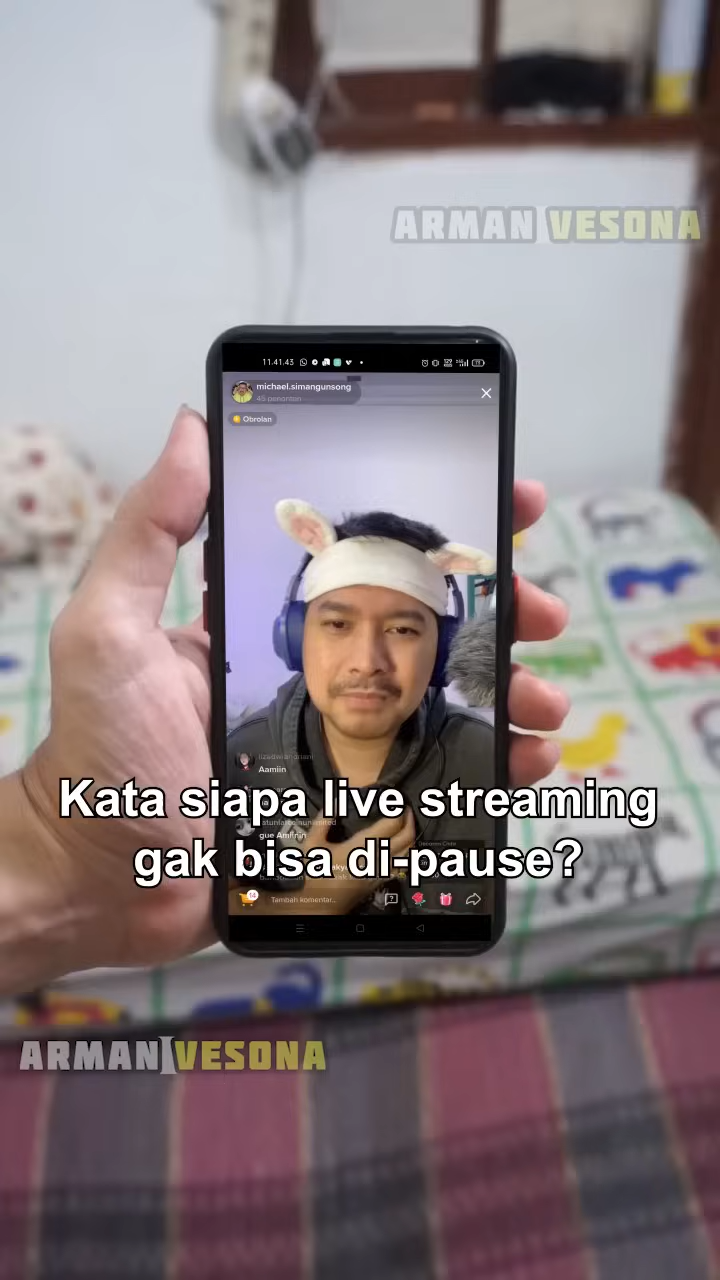 ARMAN VESONA
11.41.43
michael.simangunsong
45 penonton
Obrolan
Aamiin
Kata siapa live streaming
gak bisa di-pause?
gue Amiinin
Tambah komentar...
ARMAN VESONA